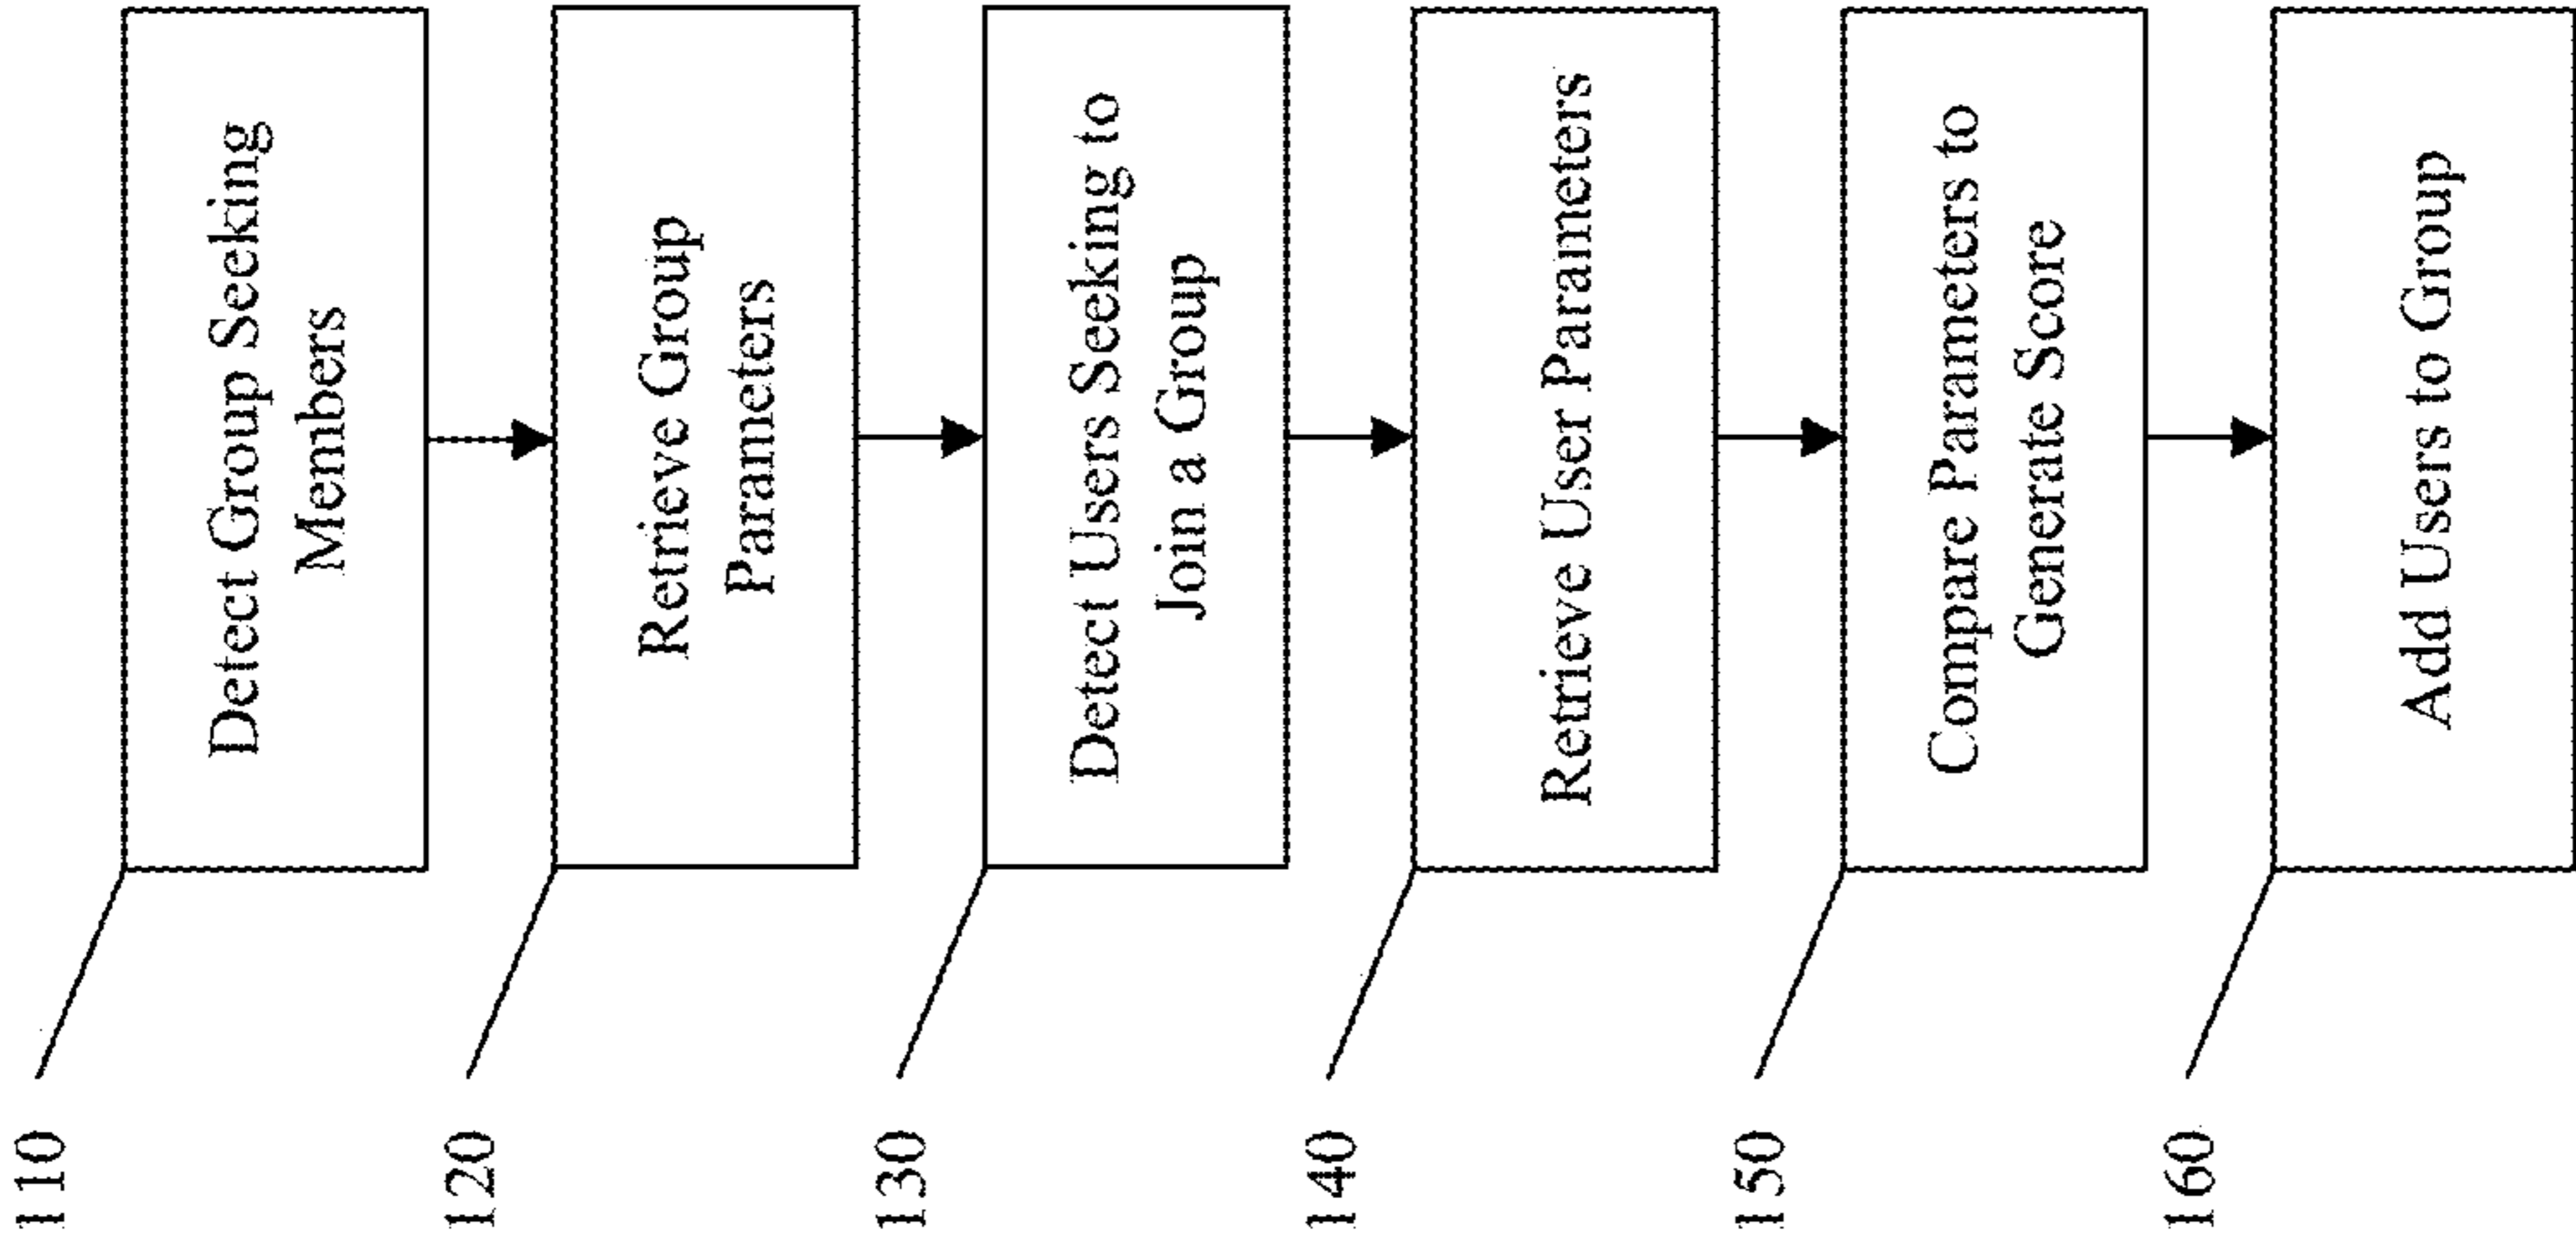 110
Detect Group Seeking
Members
120
Retrieve Group
Parameters
130
Detect Users Seeking to
Join a Group
140
Retrieve User Parameters
150
Compare Parameters to
Generate Score
160
Add Users to Group